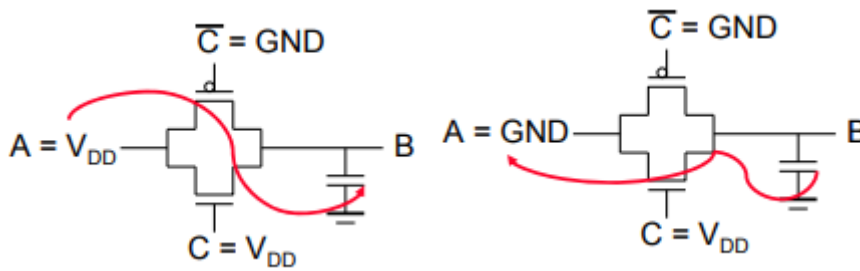 C̅ = GND
A = V_DD
B
C = V_DD
C̅ = GND
A = GND
B
C = V_DD